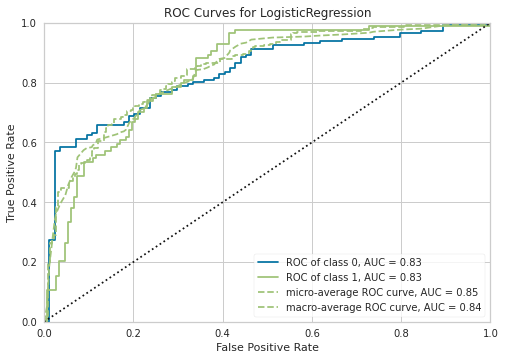 ROC Curves for LogisticRegression
1.0
0.8
0.6
0.4
0.2
0.0
True Positive Rate
ROC of class 0, AUC = 0.83
ROC of class 1, AUC = 0.83
micro-average ROC curve, AUC = 0.85
macro-average ROC curve, AUC = 0.84
0.0 0.2 0.4 0.6 0.8 1.0
False Positive Rate